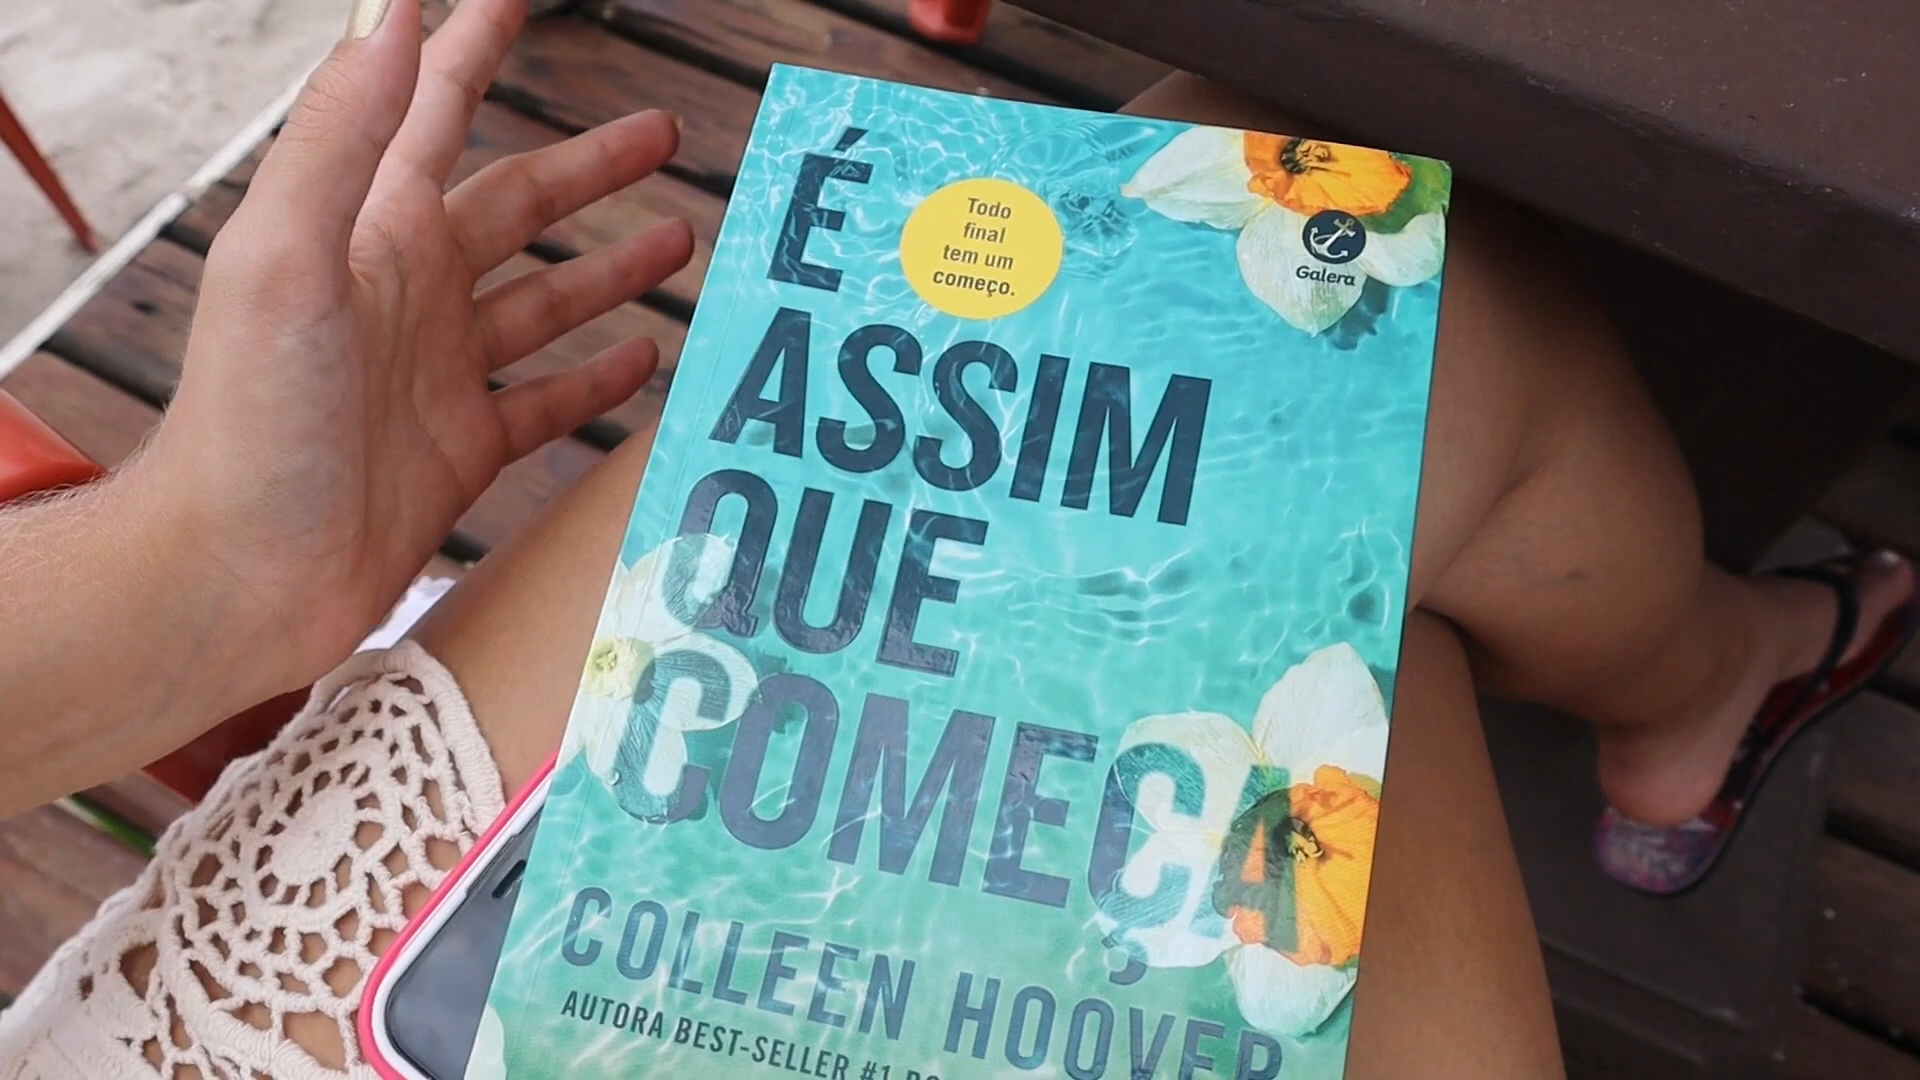 É
Todo
final
tem um
começo.
Galera
ASSIM
QUE
COMEÇA
COLLEEN HOOVER
AUTORA BEST-SELLER #1